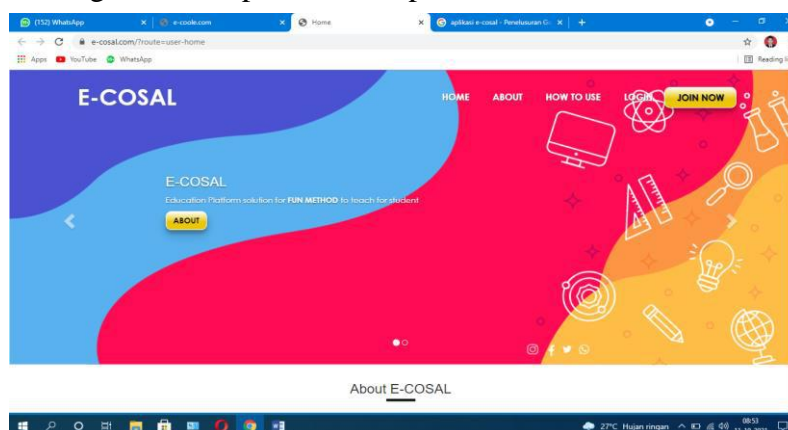 (152) WhatsApp
e-coole.com
Home
aplikasi e-cosal - Penelusuran G
e-cosal.com/?route=user-home
Apps
YouTube
WhatsApp
Reading li
E-COSAL
HOME
ABOUT
HOW TO USE
LOGIN
JOIN NOW
E-COSAL
Education Platform solution for FUN METHOD to teach for student
ABOUT
About E-COSAL
27°C Hujan ringan
08:53